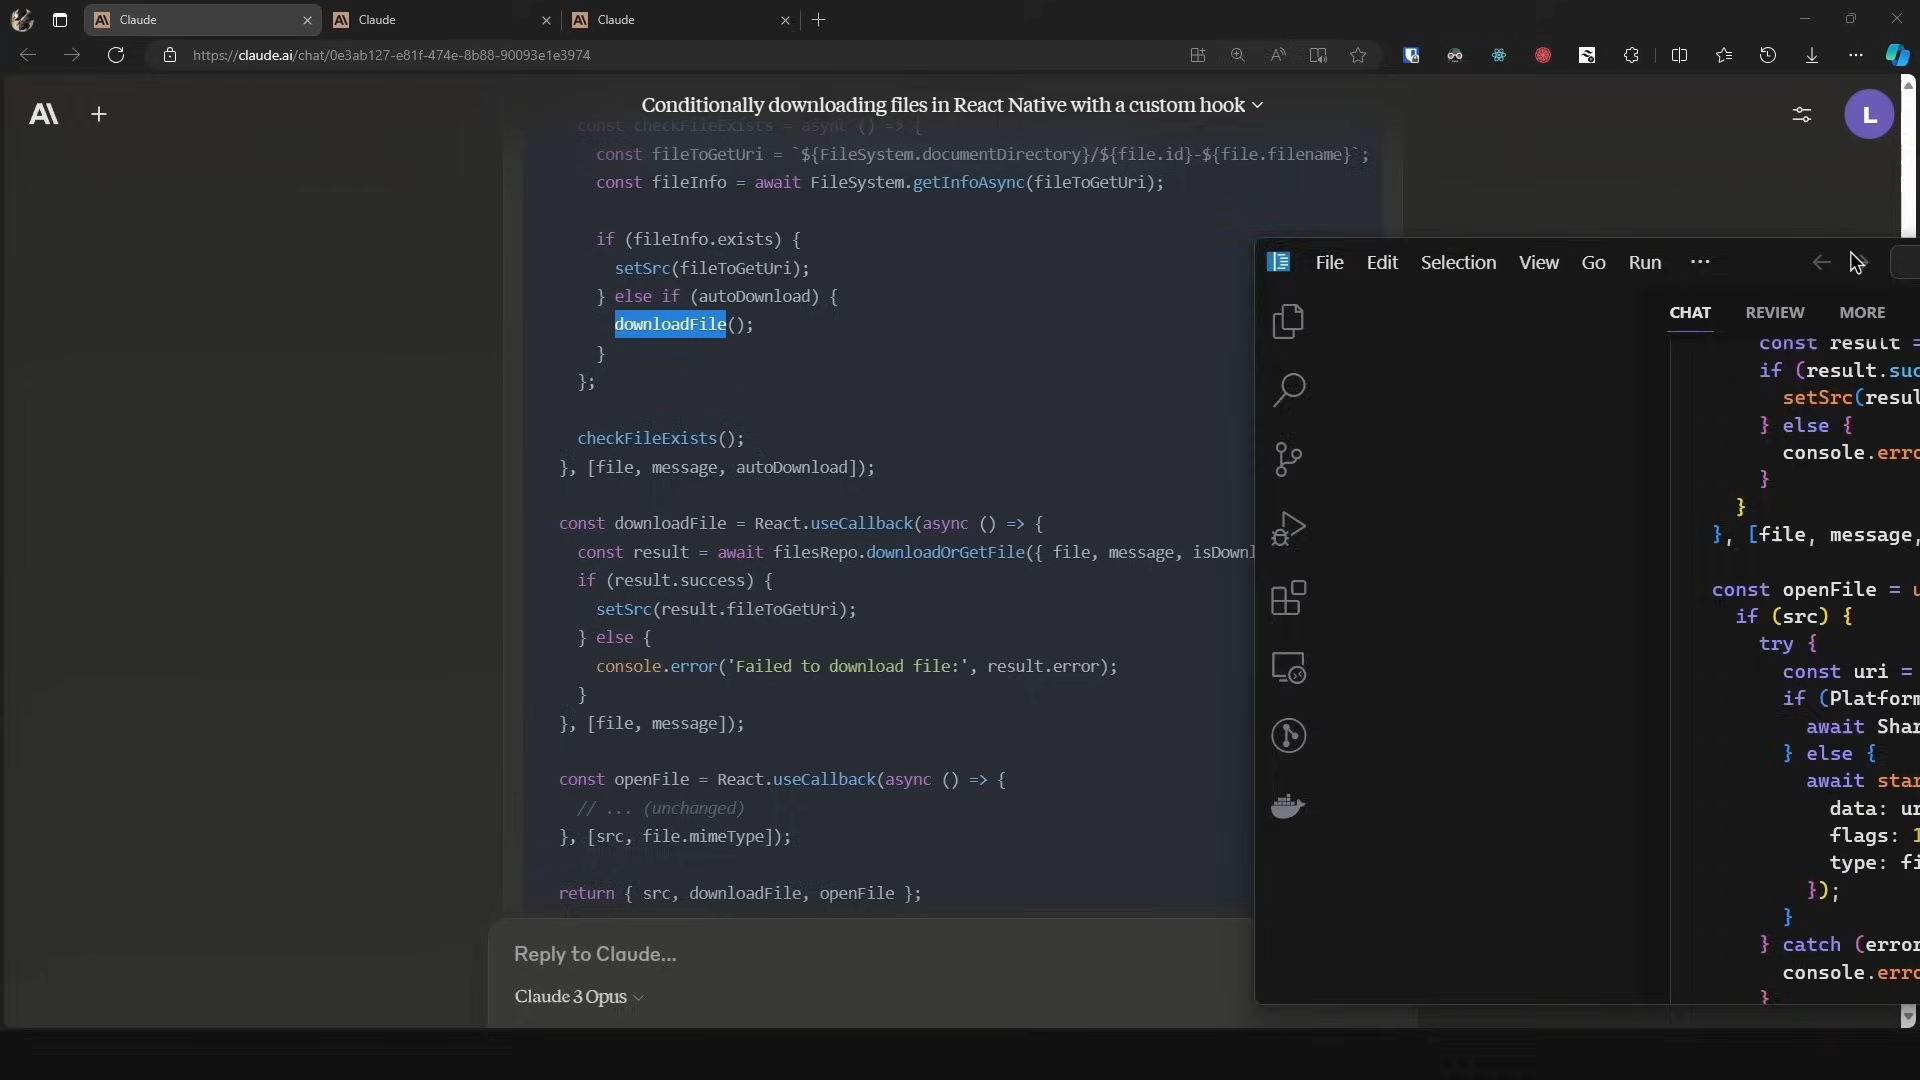 Claude
Claude
Claude
https://claude.ai/chat/0e3ab127-e81f-474e-8b88-90093e1e3974
Conditionally downloading files in React Native with a custom hook
L
const checkFileExists = async () => {
const fileToGetUri = `${FileSystem.documentDirectory}/${file.id}-${file.filename}`;
const fileInfo = await FileSystem.getInfoAsync(fileToGetUri);
if (fileInfo.exists) {
setSrc(fileToGetUri);
} else if (autoDownload) {
downloadFile();
}
};
checkFileExists();
}, [file, message, autoDownload]);
const downloadFile = React.useCallback(async () => {
const result = await filesRepo.downloadOrGetFile({ file, message, isDownl
if (result.success) {
setSrc(result.fileToGetUri);
} else {
console.error('Failed to download file:', result.error);
}
}, [file, message]);
const openFile = React.useCallback(async () => {
// ... (unchanged)
}, [src, file.mimeType]);
return { src, downloadFile, openFile };
Reply to Claude...
Claude 3 Opus
File Edit Selection View Go Run ···
CHAT REVIEW MORE
const result =
if (result.suc
setSrc(resul
} else {
console.erro
}
}
}, [file, message,
const openFile = u
if (src) {
try {
const uri =
if (Platform
await Shar
} else {
await star
data: ur
flags: 1
type: fi
});
}
} catch (error
console.erro
}